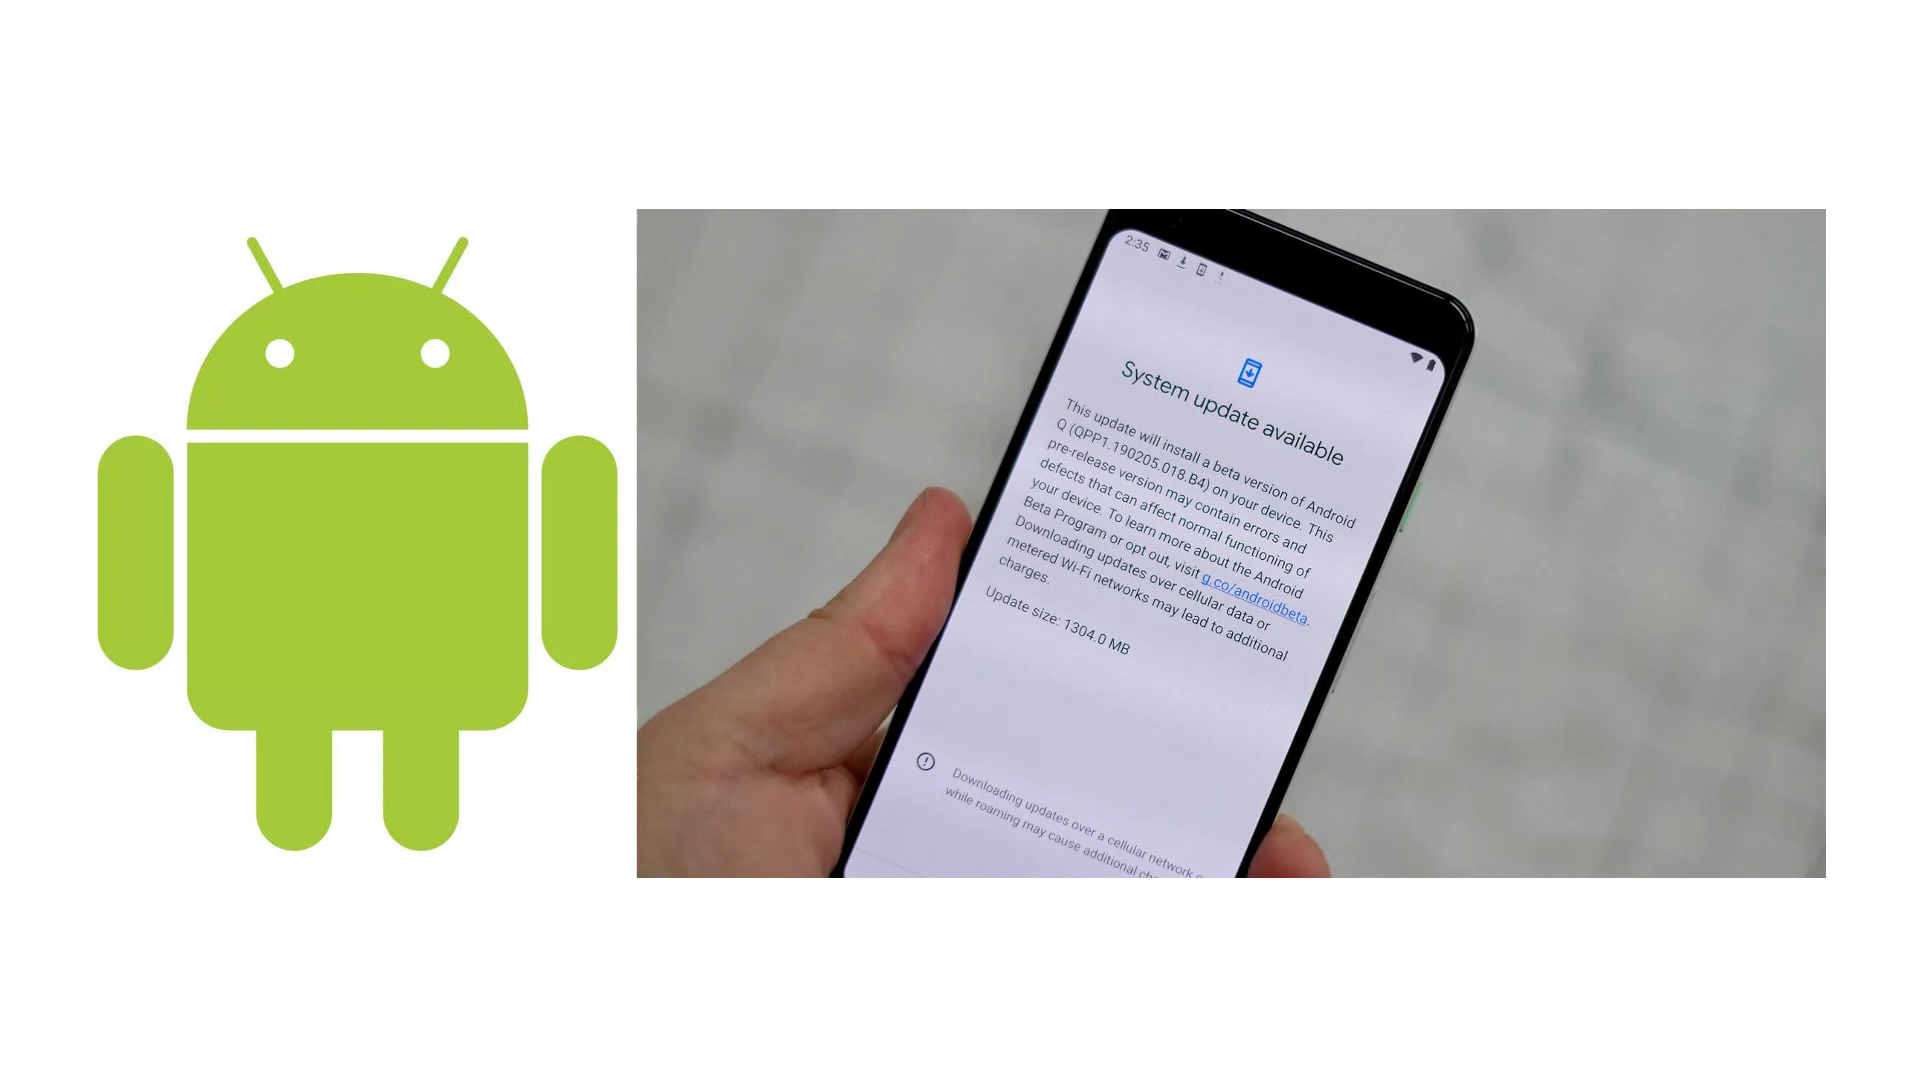 2:35
System update available
This update will install a beta version of Android
Q (QPP1.190205.018.B4) on your device. This
pre-release version may contain errors and
defects that can affect normal functioning of
your device. To learn more about the Android
Beta Program or opt out, visit g.co/androidbeta.
Downloading updates over cellular data or
metered Wi-Fi networks may lead to additional
charges.
Update size: 1304.0 MB
Downloading updates over a cellular network
while roaming may cause additional